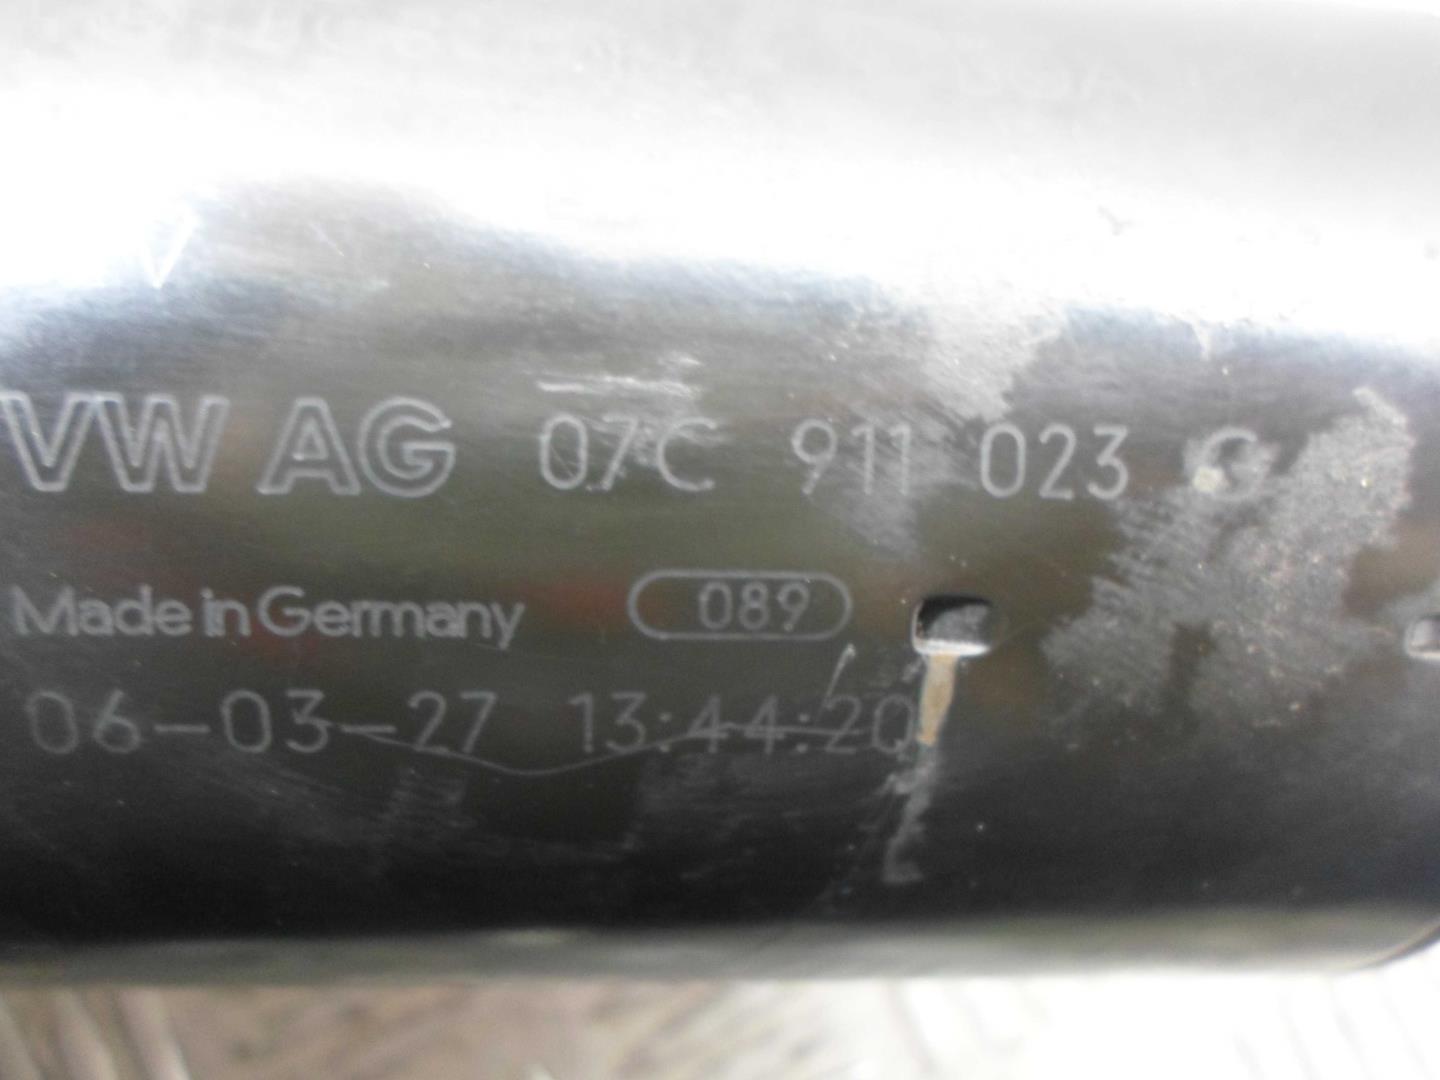 VW AG 07C 911 023 G
Made in Germany 089
06-03-27 13:44:20